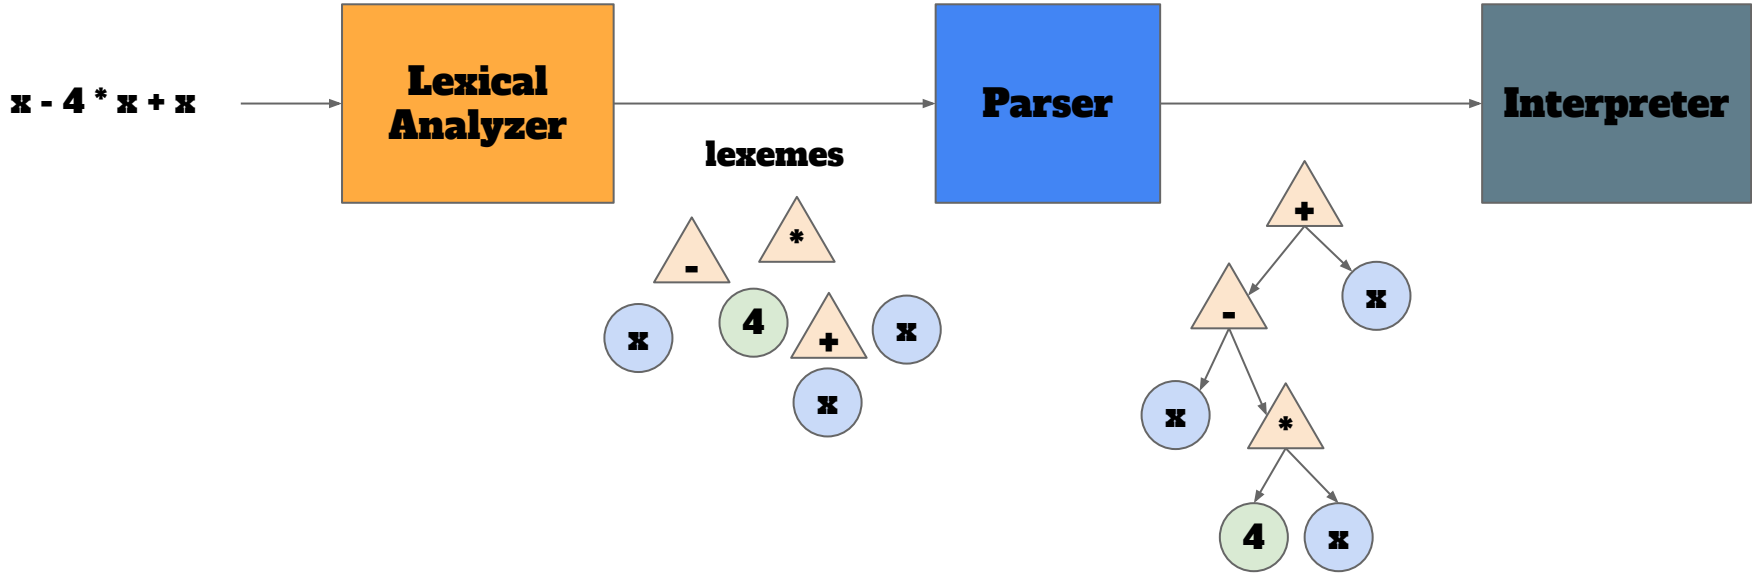 x - 4 * x + x
Lexical
Analyzer
Parser
Interpreter
lexemes
-
*
x
4
+
x
x
+
-
x
x
*
4
x